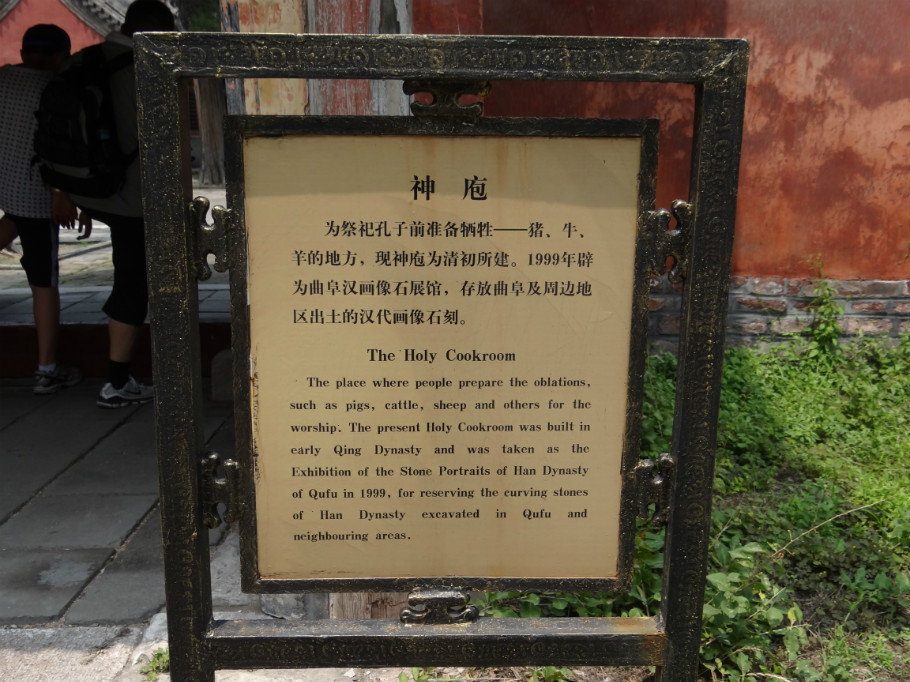 神 庖
为祭祀孔子前准备牺牲——猪、牛、
羊的地方，现神庖为清初所建。1999年辟
为曲阜汉画像石展馆，存放曲阜及周边地
区出土的汉代画像石刻。
The Holy Cookroom
The place where people prepare the oblations,
such as pigs, cattle, sheep and others for the
worship. The present Holy Cookroom was built in
early Qing Dynasty and was taken as the
Exhibition of the Stone Portraits of Han Dynasty
of Qufu in 1999, for reserving the curving stones
of Han Dynasty excavated in Qufu and
neighbouring areas.